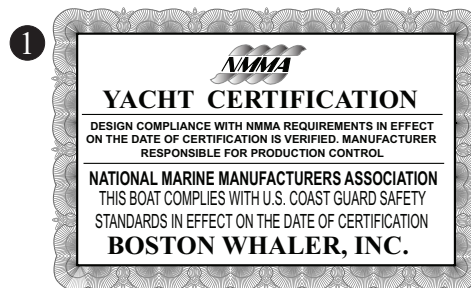 1
NMMA
YACHT CERTIFICATION
DESIGN COMPLIANCE WITH NMMA REQUIREMENTS IN EFFECT
ON THE DATE OF CERTIFICATION IS VERIFIED. MANUFACTURER
RESPONSIBLE FOR PRODUCTION CONTROL
NATIONAL MARINE MANUFACTURERS ASSOCIATION
THIS BOAT COMPLIES WITH U.S. COAST GUARD SAFETY
STANDARDS IN EFFECT ON THE DATE OF CERTIFICATION
BOSTON WHALER, INC.